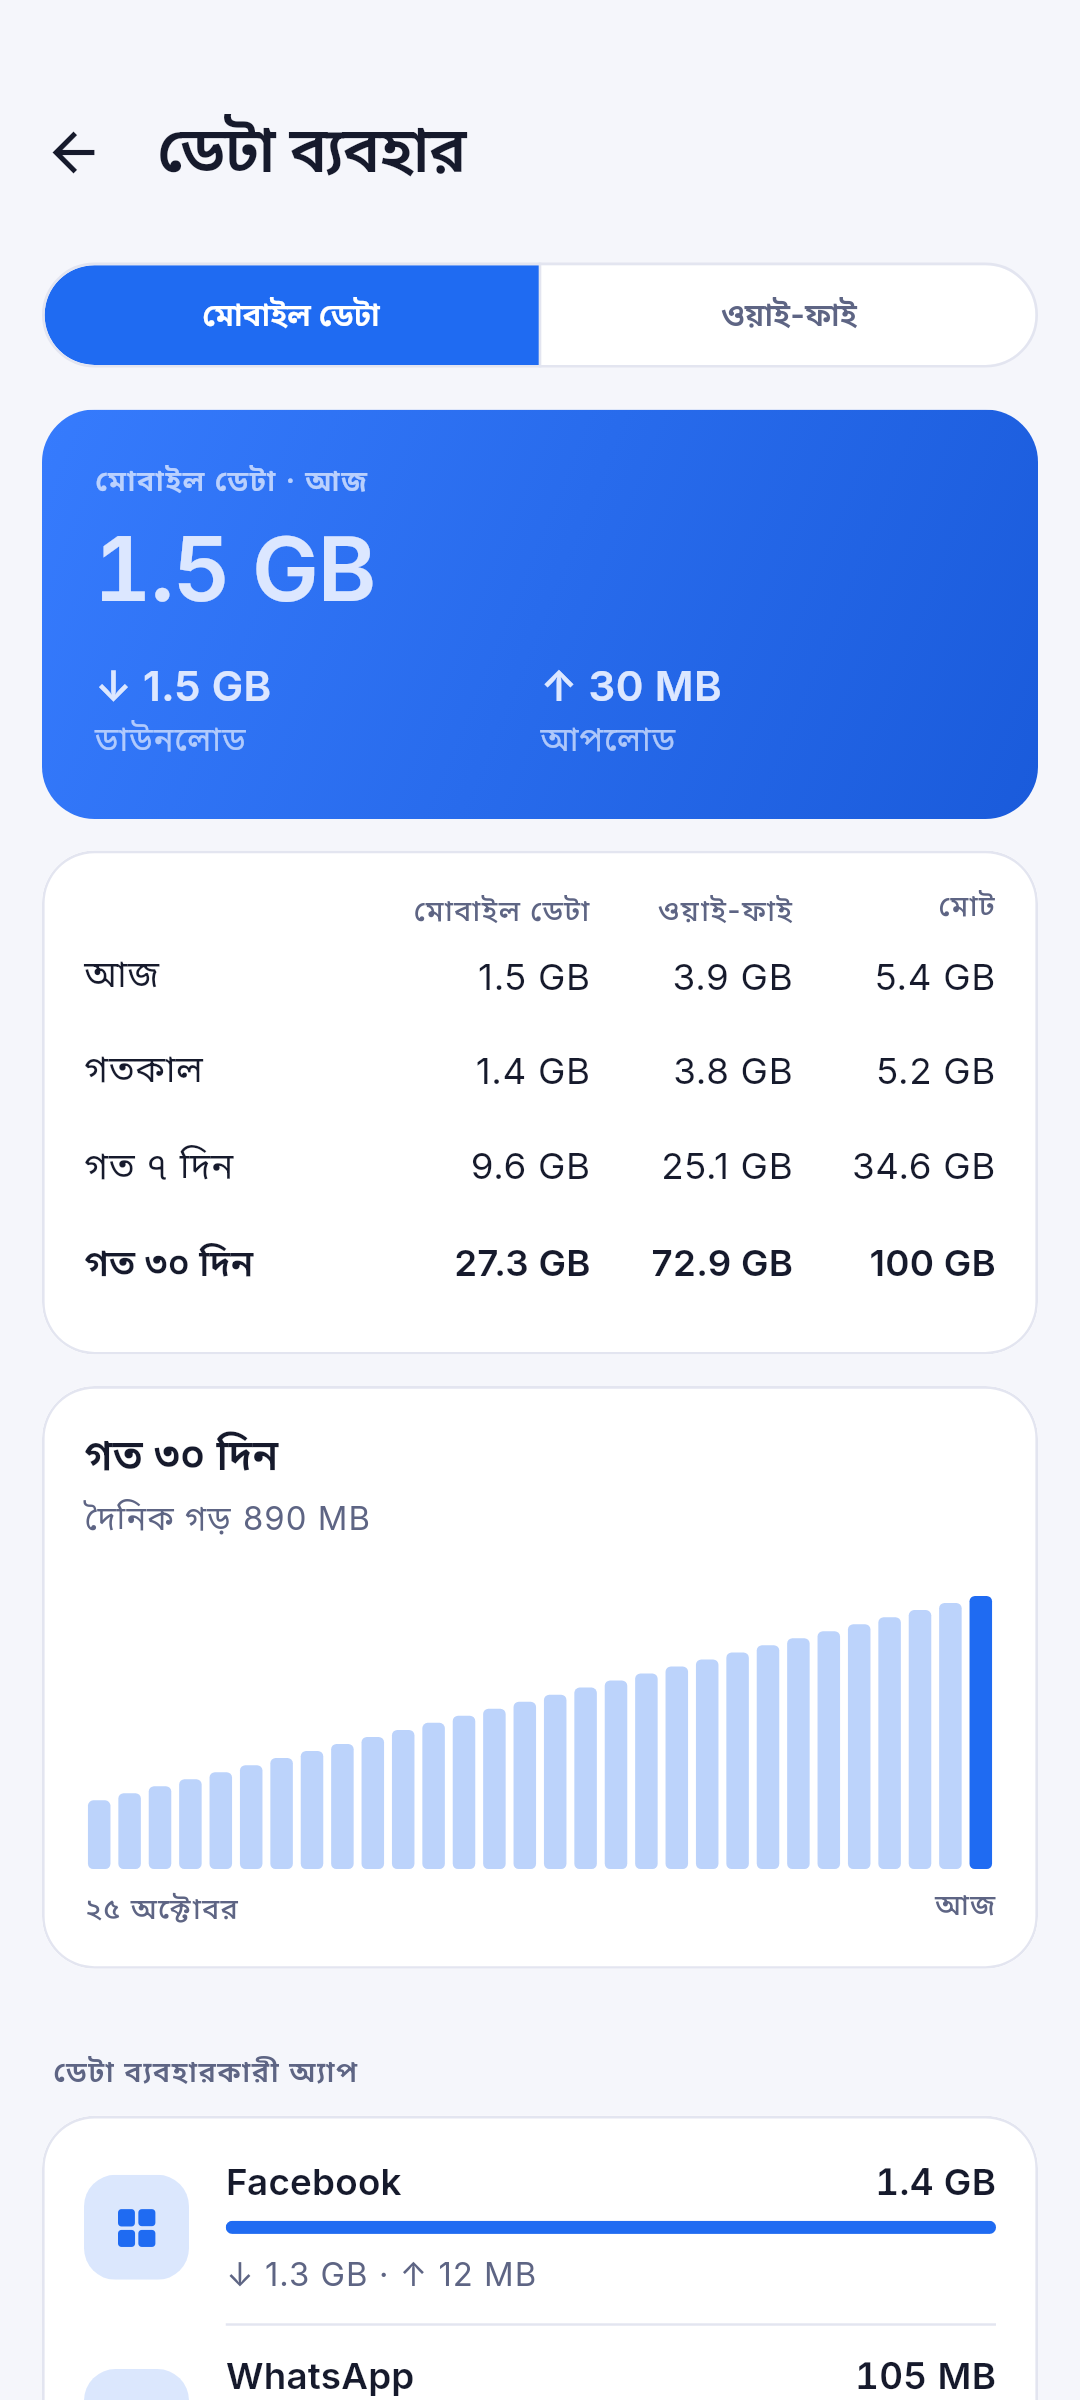 ডেটা ব্যবহার
মোবাইল ডেটা ওয়াই-ফাই
মোবাইল ডেটা · আজ
1.5 GB
↓ 1.5 GB ↑ 30 MB
ডাউনলোড আপলোড
মোবাইল ডেটা ওয়াই-ফাই মোট
আজ 1.5 GB 3.9 GB 5.4 GB
গতকাল 1.4 GB 3.8 GB 5.2 GB
গত ৭ দিন 9.6 GB 25.1 GB 34.6 GB
গত ৩০ দিন 27.3 GB 72.9 GB 100 GB
গত ৩০ দিন
দৈনিক গড় 890 MB
২৫ অক্টোবর আজ
ডেটা ব্যবহারকারী অ্যাপ
Facebook 1.4 GB
↓ 1.3 GB · ↑ 12 MB
WhatsApp 105 MB